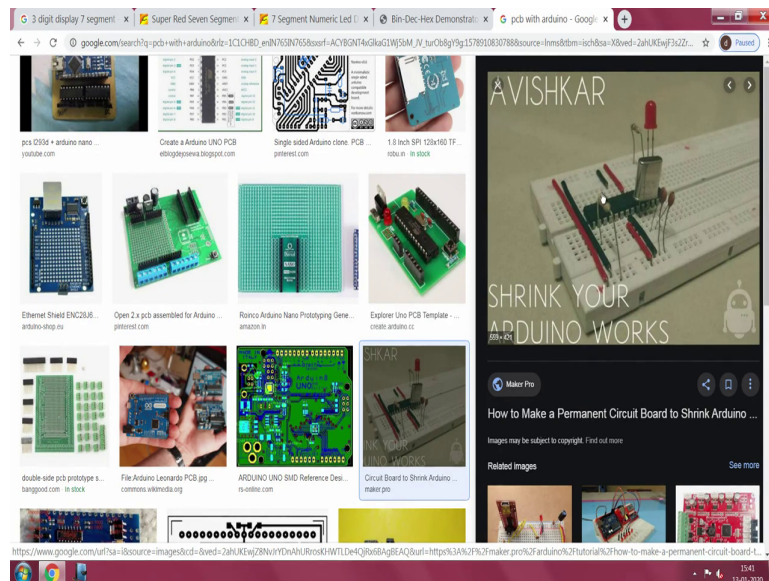 3 digit display 7 segment
Super Red Seven Segmen
7 Segment Numeric Led D
Bin-Dec-Hex Demonstrato
pcb with arduino - Google
google.com/search?q=pcb+with+arduino&rlz=1C1CHBD_enIN765IN765&sxsrf=ACYBGNT4xGlkaG1Wj5bM_IV_turOb8gY9g:1578910830788&source=lnms&tbm=isch&sa=X&ved=2ahUKEwjF3s2Zr...
Paused
pcs l293d + arduino nano ...
youtube.com
Create a Arduino UNO PCB
elblogdeposeva.blogspot.com
Single sided Arduino clone. PCB ...
pinterest.com
1.8 Inch SPI 128x160 TF...
robu.in · In stock
Ethernet Shield ENC28J6...
arduino-shop.eu
Open 2.x pcb assembled for Arduino ...
pinterest.com
Roinco Arduino Nano Prototyping Gene...
amazon.in
Explorer Uno PCB Template - ...
create.arduino.cc
double-side pcb prototype s...
banggood.com · In stock
File:Arduino Leonardo PCB jpg ...
commons.wikimedia.org
ARDUINO UNO SMD Reference Desi...
rs-online.com
Circuit Board to Shrink Arduino ...
maker.pro
AVISHKAR
SHRINK YOUR
ARDUINO WORKS
559 × 421
Maker Pro
How to Make a Permanent Circuit Board to Shrink Arduino ...
Images may be subject to copyright. Find out more
Related images
See more
https://www.google.com/url?sa=i&source=images&cd=&ved=2ahUKEwjZ8NvJrYDnAhURrosKHWTLDe4QjRx6BAgBEAQ&url=https%3A%2F%2Fmaker.pro%2Farduino%2Ftutorial%2Fhow-to-make-a-permanent-circuit-board-t...
15:41
13-01-2020